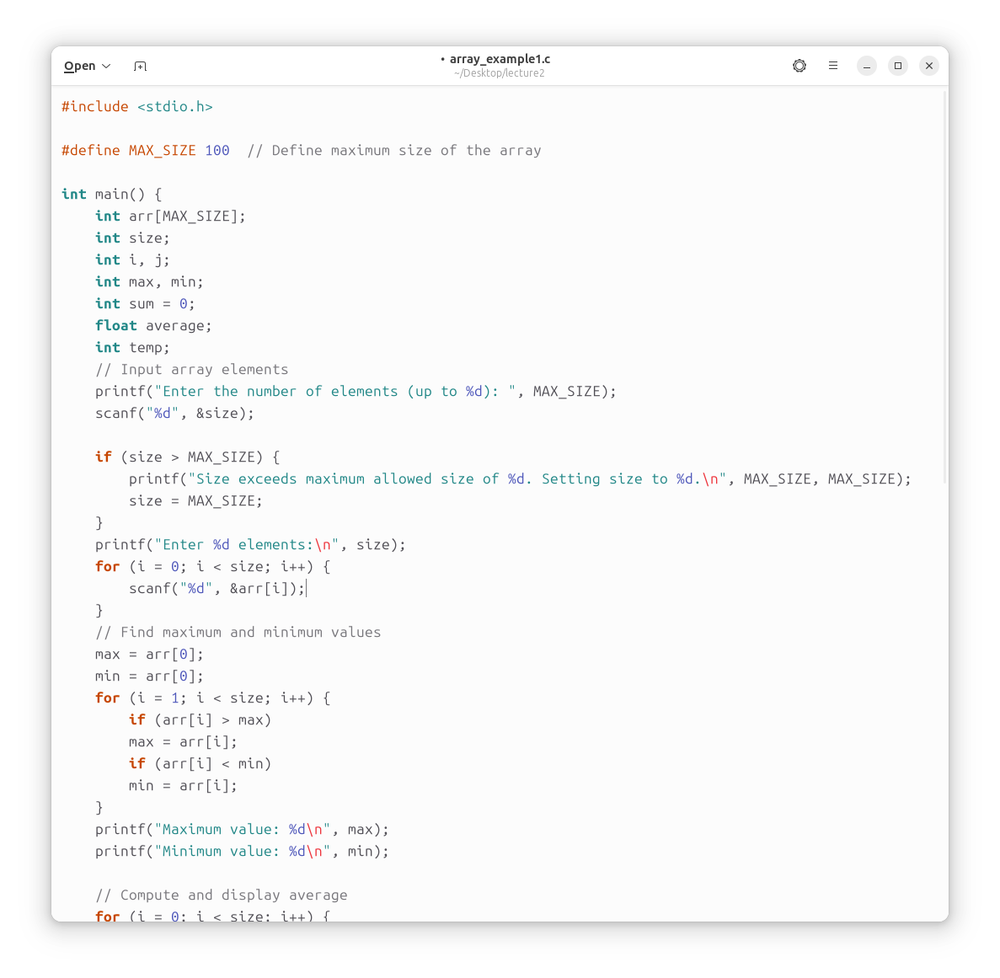 Open
• array_example1.c
~/Desktop/lecture2
#include <stdio.h>

#define MAX_SIZE 100  // Define maximum size of the array

int main() {
    int arr[MAX_SIZE];
    int size;
    int i, j;
    int max, min;
    int sum = 0;
    float average;
    int temp;
    // Input array elements
    printf("Enter the number of elements (up to %d): ", MAX_SIZE);
    scanf("%d", &size);

    if (size > MAX_SIZE) {
        printf("Size exceeds maximum allowed size of %d. Setting size to %d.\n", MAX_SIZE, MAX_SIZE);
        size = MAX_SIZE;
    }
    printf("Enter %d elements:\n", size);
    for (i = 0; i < size; i++) {
        scanf("%d", &arr[i]);
    }
    // Find maximum and minimum values
    max = arr[0];
    min = arr[0];
    for (i = 1; i < size; i++) {
        if (arr[i] > max)
        max = arr[i];
        if (arr[i] < min)
        min = arr[i];
    }
    printf("Maximum value: %d\n", max);
    printf("Minimum value: %d\n", min);

    // Compute and display average
    for (i = 0; i < size; i++) {